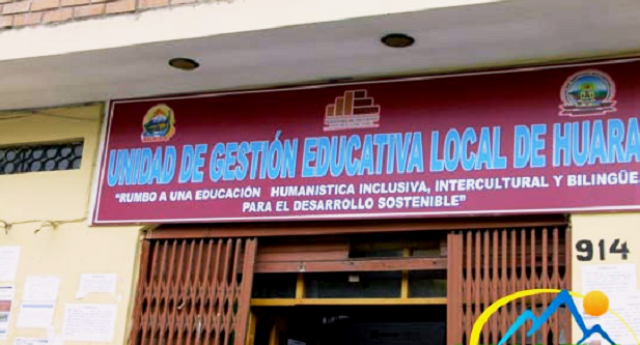 UNIDAD DE GESTIÓN EDUCATIVA LOCAL DE HUARA
"RUMBO A UNA EDUCACIÓN HUMANISTICA INCLUSIVA, INTERCULTURAL Y BILINGÜE
PARA EL DESARROLLO SOSTENIBLE"
914